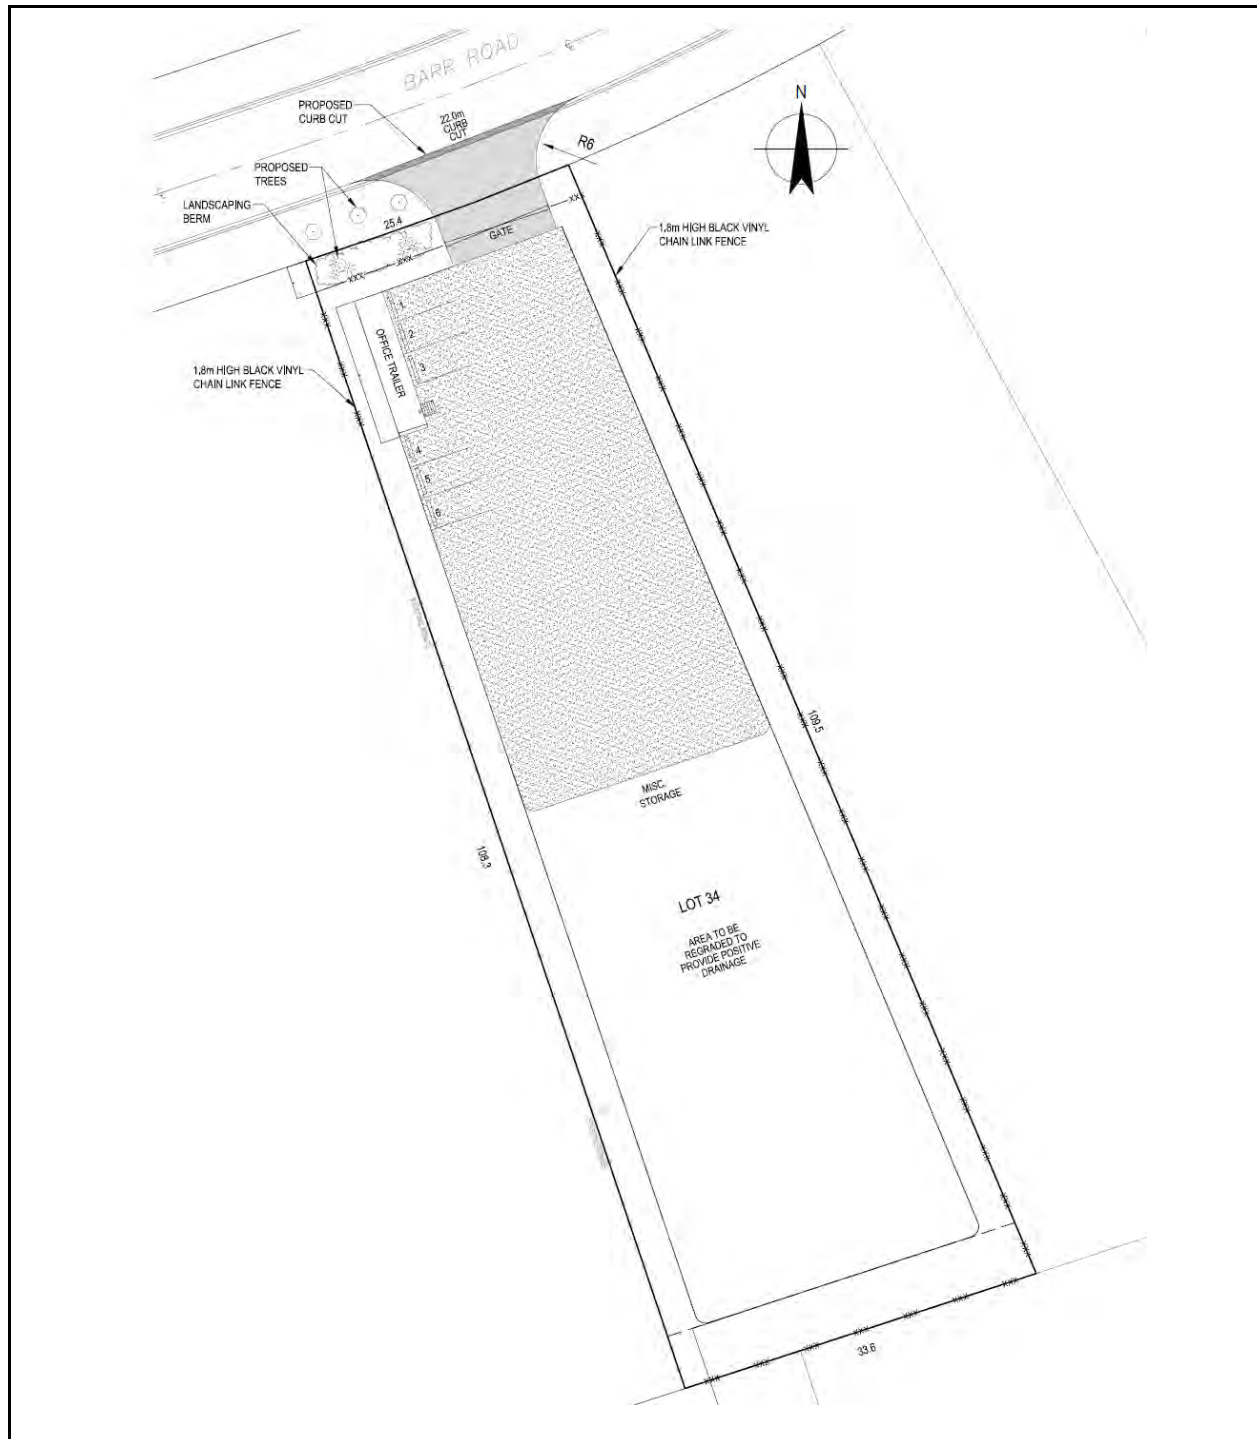 BARR ROAD
PROPOSED
CURB CUT
22.0m
CURB
CUT
R6
N
PROPOSED
TREES
LANDSCAPING
BERM
25.4
GATE
1.8m HIGH BLACK VINYL
CHAIN LINK FENCE
1
2
3
OFFICE TRAILER
1.8m HIGH BLACK VINYL
CHAIN LINK FENCE
4
5
6
109.5
MISC.
STORAGE
108.3
LOT 34
AREA TO BE
REGRADED TO
PROVIDE POSITIVE
DRAINAGE
33.6